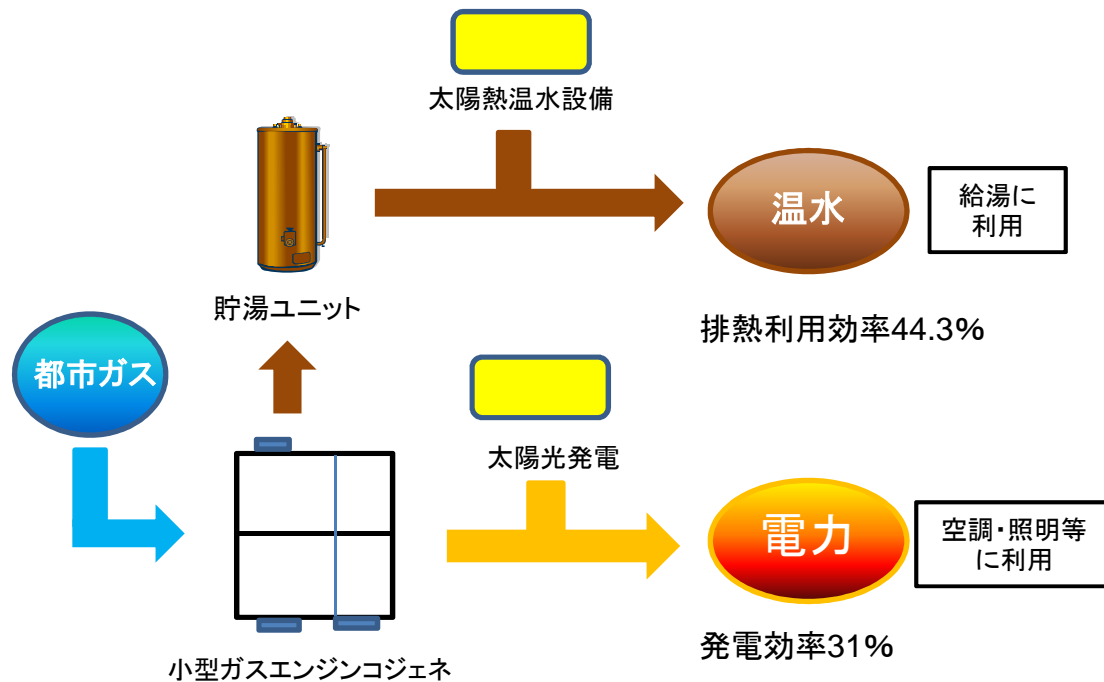 太陽熱温水設備
温水
給湯に
利用
貯湯ユニット
排熱利用効率44.3%
都市ガス
太陽光発電
電力
空調・照明等
に利用
発電効率31%
小型ガスエンジンコジェネ